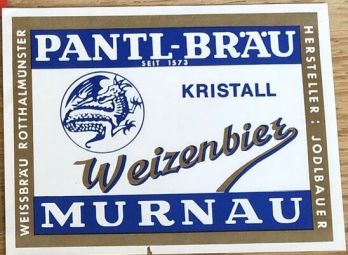 PANTL-BRÄU
SEIT 1573
KRISTALL
Weizenbier
MURNAU
WEISSBRÄU ROTTHALMÜNSTER
HERSTELLER: JODLBAUER